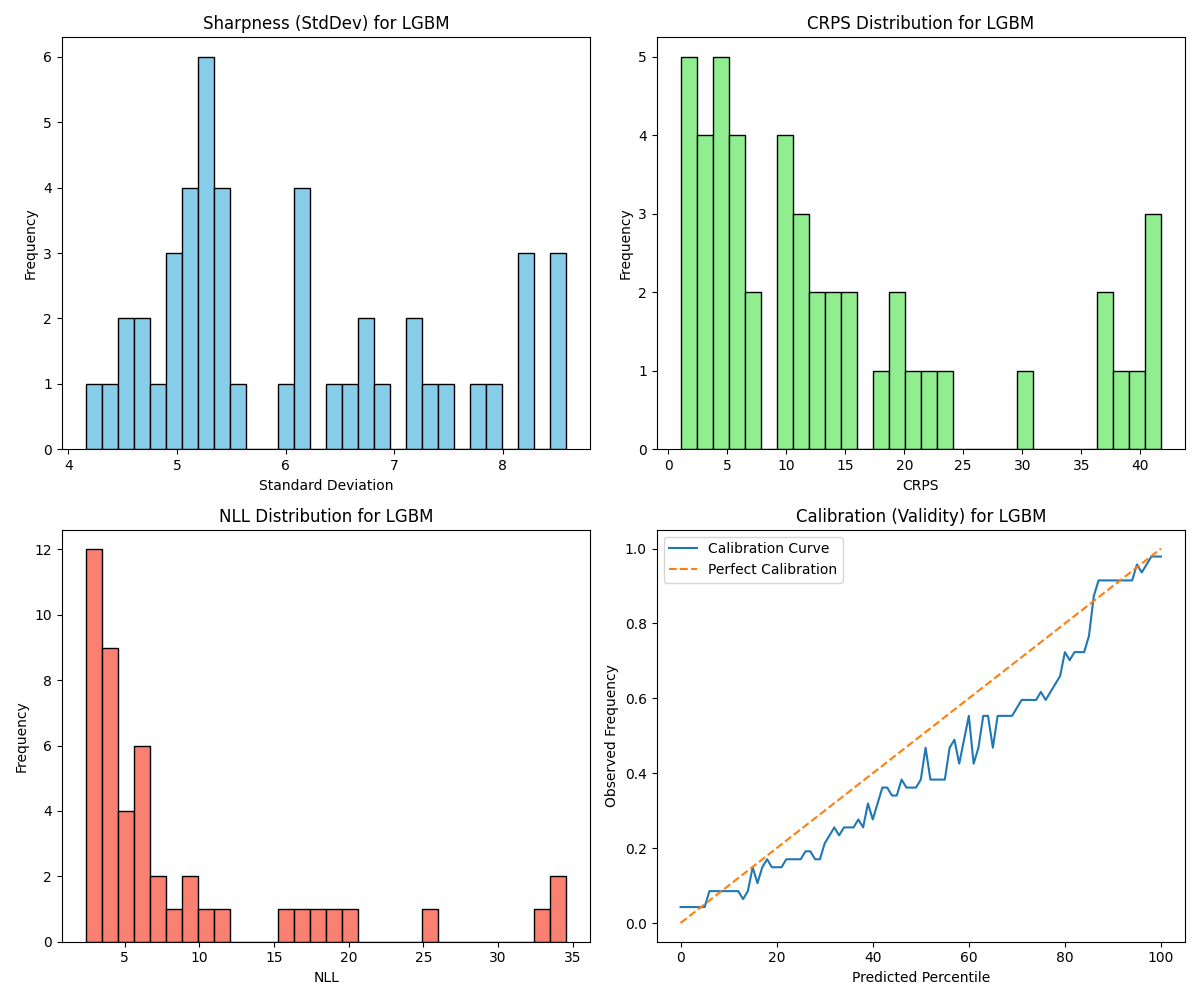 Sharpness (StdDev) for LGBM
Frequency
6
5
4
3
2
1
0
4 5 6 7 8
Standard Deviation
CRPS Distribution for LGBM
Frequency
5
4
3
2
1
0
0 5 10 15 20 25 30 35 40
CRPS
NLL Distribution for LGBM
Frequency
12
10
8
6
4
2
0
5 10 15 20 25 30 35
NLL
Calibration (Validity) for LGBM
Calibration Curve
Perfect Calibration
Observed Frequency
1.0
0.8
0.6
0.4
0.2
0.0
0 20 40 60 80 100
Predicted Percentile